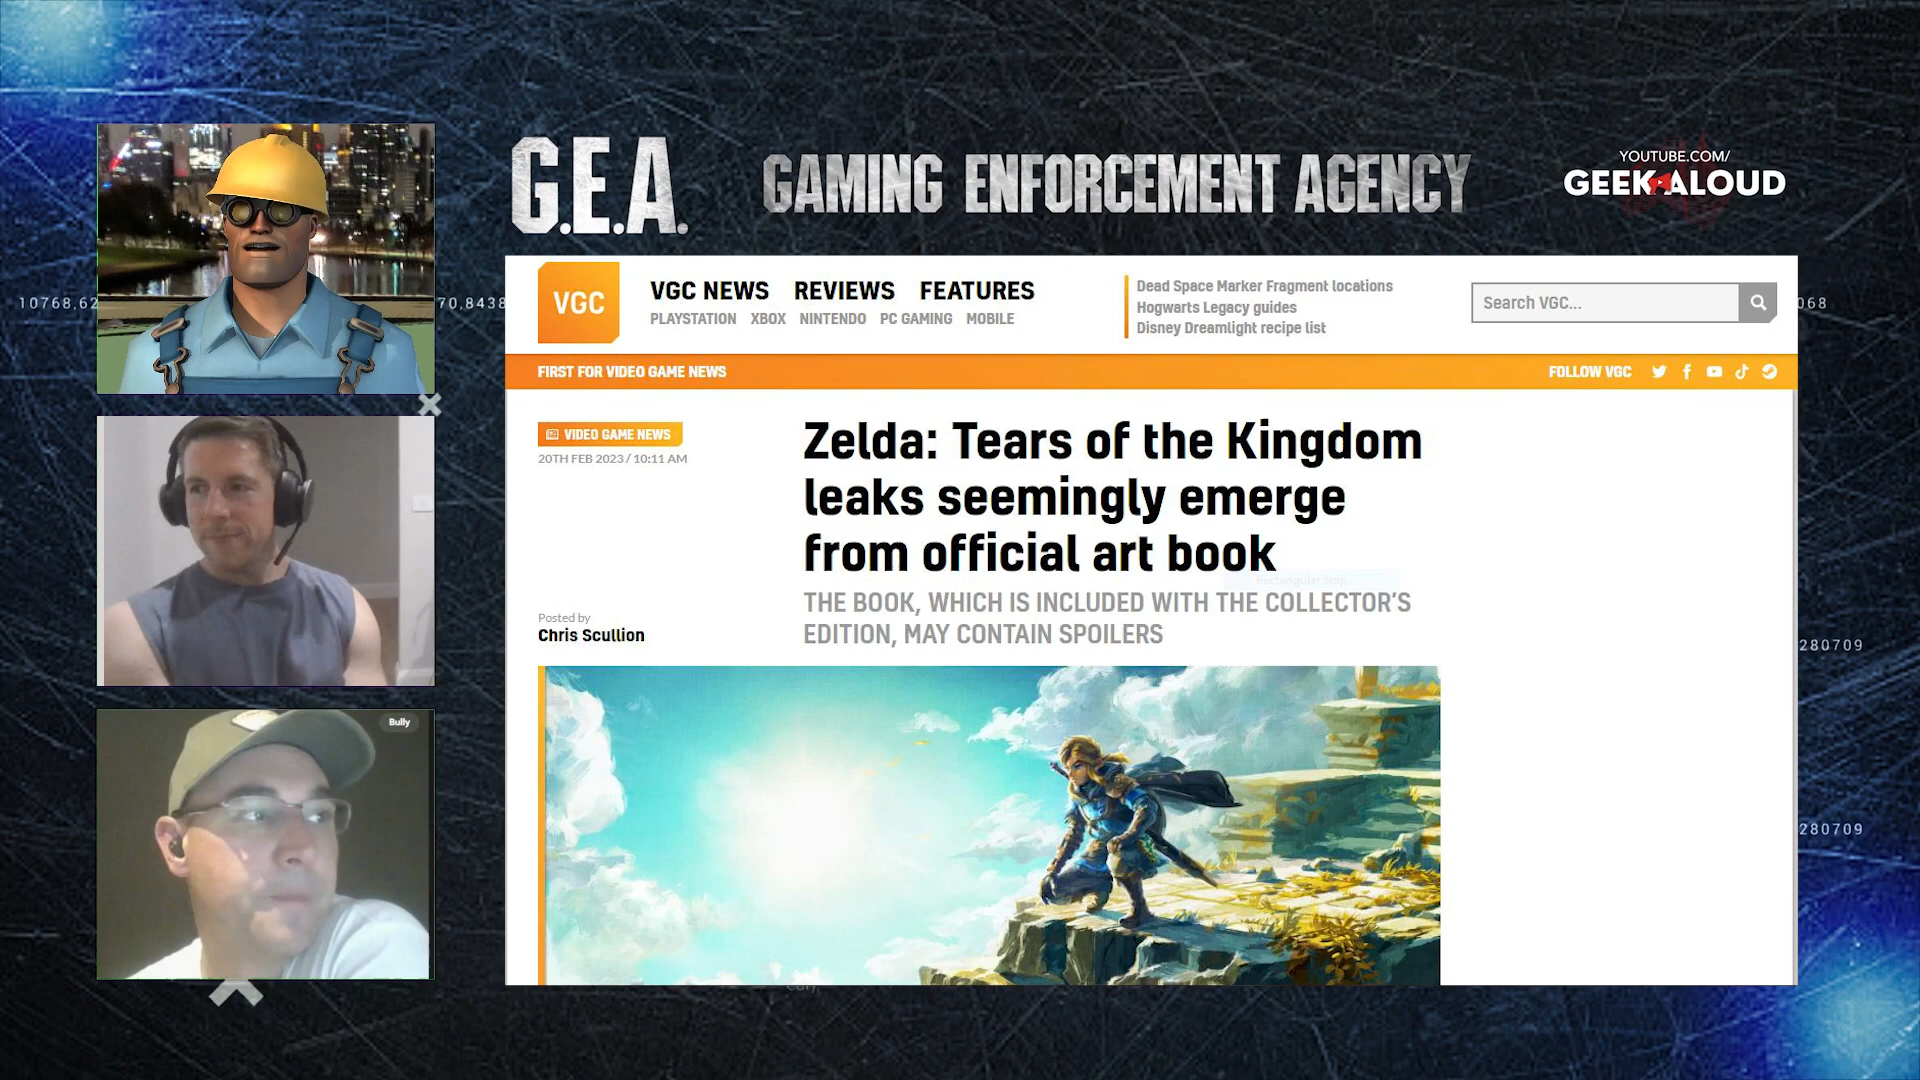 G.E.A. GAMING ENFORCEMENT AGENCY
YOUTUBE.COM/
GEEK ALOUD
10768,62
70,8438
068
VGC
VGC NEWS REVIEWS FEATURES
PLAYSTATION XBOX NINTENDO PC GAMING MOBILE
Dead Space Marker Fragment locations
Hogwarts Legacy guides
Disney Dreamlight recipe list
Search VGC...
FIRST FOR VIDEO GAME NEWS
FOLLOW VGC
VIDEO GAME NEWS
20TH FEB 2023 / 10:11 AM
Zelda: Tears of the Kingdom
leaks seemingly emerge
from official art book
Rectangular Snip
THE BOOK, WHICH IS INCLUDED WITH THE COLLECTOR'S
EDITION, MAY CONTAIN SPOILERS
Posted by
Chris Scullion
280709
Bully
280709